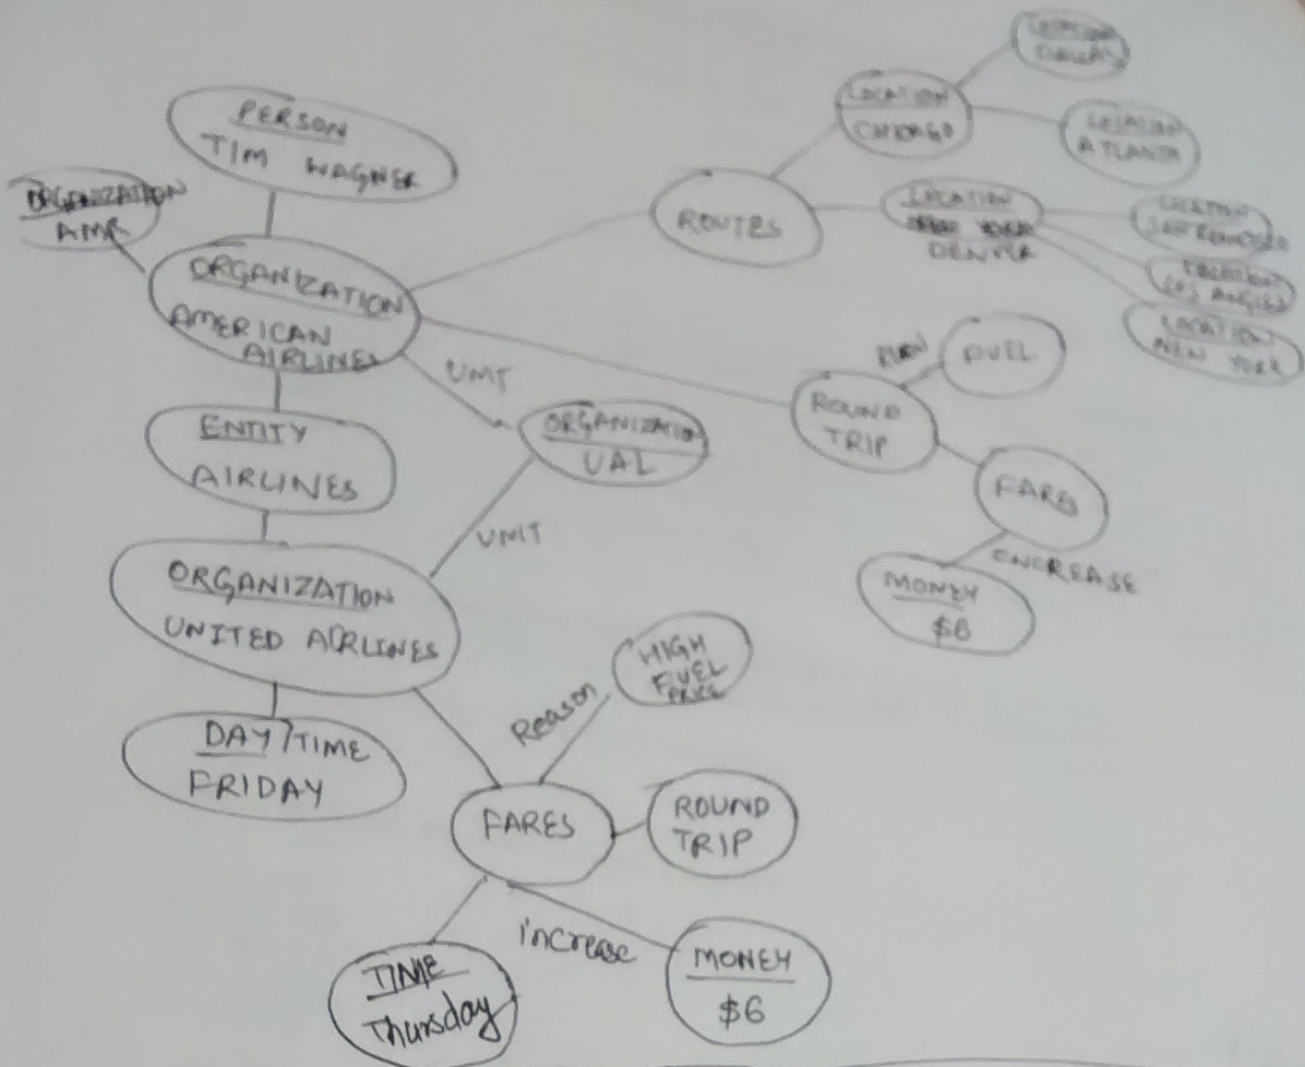 PERSON
TIM WAGNER
ORGANIZATION
AMR
ORGANIZATION
AMERICAN
AIRLINES
ENTITY
AIRLINES
ORGANIZATION
UNITED AIRLINES
DAY/TIME
FRIDAY
UNIT
ORGANIZATION
UAL
UNIT
ROUTES
LOCATION
CHICAGO
LOCATION
DALLAS
LOCATION
ATLANTA
LOCATION
DENVER
LOCATION
SAN FRANCISCO
LOCATION
LOS ANGLES
LOCATION
NEW YORK
ROUND
TRIP
FUEL
FARES
INCREASE
MONEY
$6
Reason
HIGH
FUEL
PRICE
FARES
ROUND
TRIP
increase
MONEY
$6
TIME
Thursday